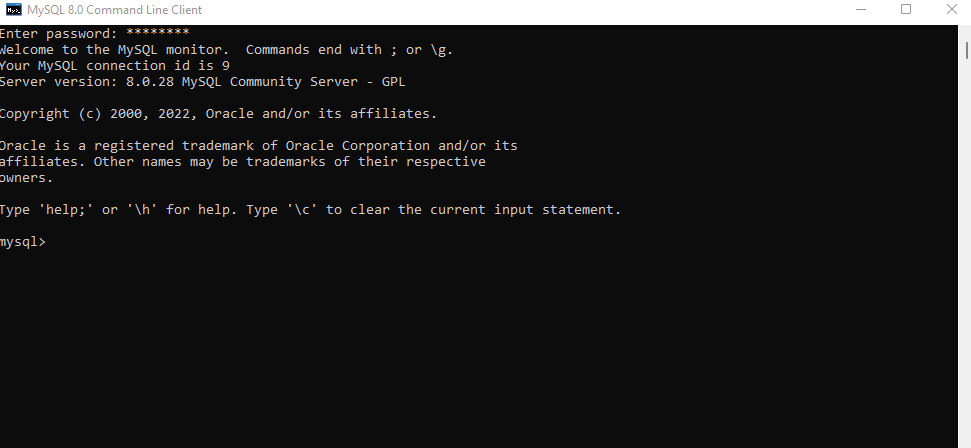 MySQL 8.0 Command Line Client
Enter password: ********
Welcome to the MySQL monitor.  Commands end with ; or \g.
Your MySQL connection id is 9
Server version: 8.0.28 MySQL Community Server - GPL
Copyright (c) 2000, 2022, Oracle and/or its affiliates.
Oracle is a registered trademark of Oracle Corporation and/or its
affiliates. Other names may be trademarks of their respective
owners.
Type 'help;' or '\h' for help. Type '\c' to clear the current input statement.
mysql>